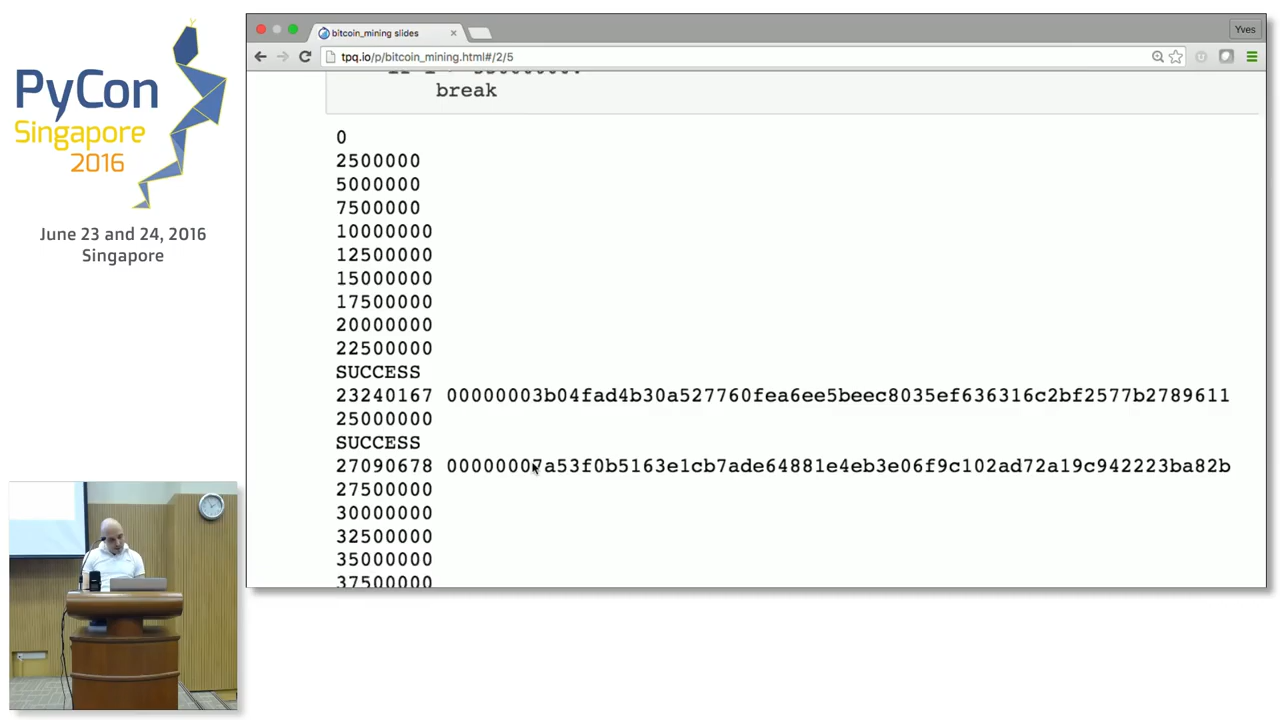 PyCon
Singapore
2016
June 23 and 24, 2016
Singapore
bitcoin_mining slides
Yves
tpq.io/p/bitcoin_mining.html#/2/5
break
0
2500000
5000000
7500000
10000000
12500000
15000000
17500000
20000000
22500000
SUCCESS
23240167 00000003b04fad4b30a527760fea6ee5beec8035ef636316c2bf2577b2789611
25000000
SUCCESS
27090678 00000007a53f0b5163e1cb7ade64881e4eb3e06f9c102ad72a19c942223ba82b
27500000
30000000
32500000
35000000
37500000